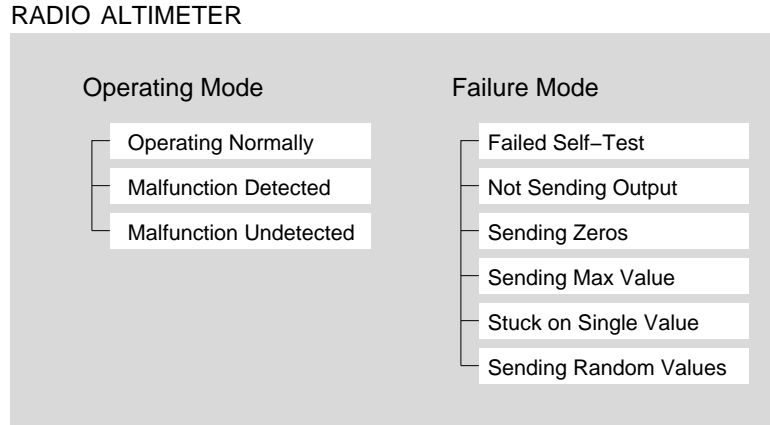 RADIO ALTIMETER
Operating Mode
Operating Normally
Malfunction Detected
Malfunction Undetected
Failure Mode
Failed Self−Test
Not Sending Output
Sending Zeros
Sending Max Value
Stuck on Single Value
Sending Random Values